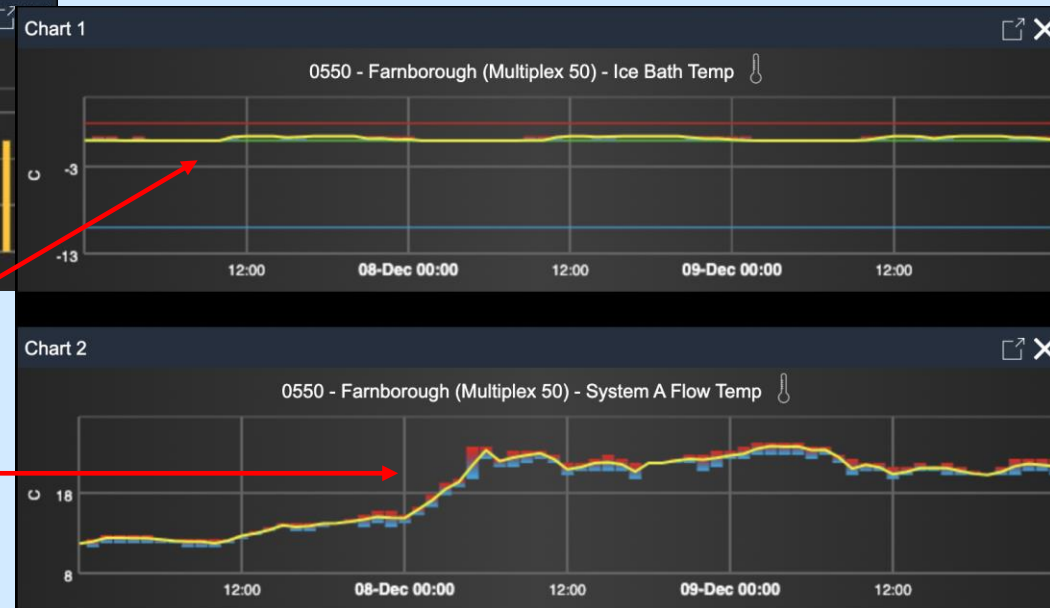 Chart 1
0550 - Farnborough (Multiplex 50) - Ice Bath Temp
C
-3
-13
12:00 08-Dec 00:00 12:00 09-Dec 00:00 12:00
Chart 2
0550 - Farnborough (Multiplex 50) - System A Flow Temp
C
18
8
12:00 08-Dec 00:00 12:00 09-Dec 00:00 12:00